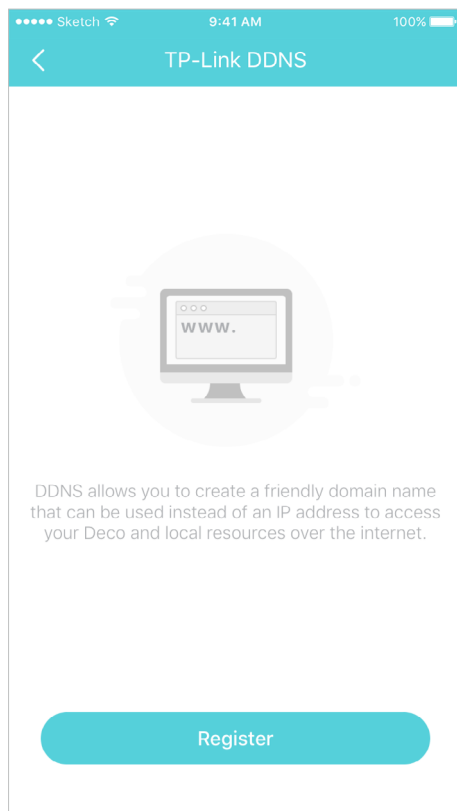 Sketch 9:41 AM 100%
TP-Link DDNS
www.
DDNS allows you to create a friendly domain name
that can be used instead of an IP address to access
your Deco and local resources over the internet.
Register